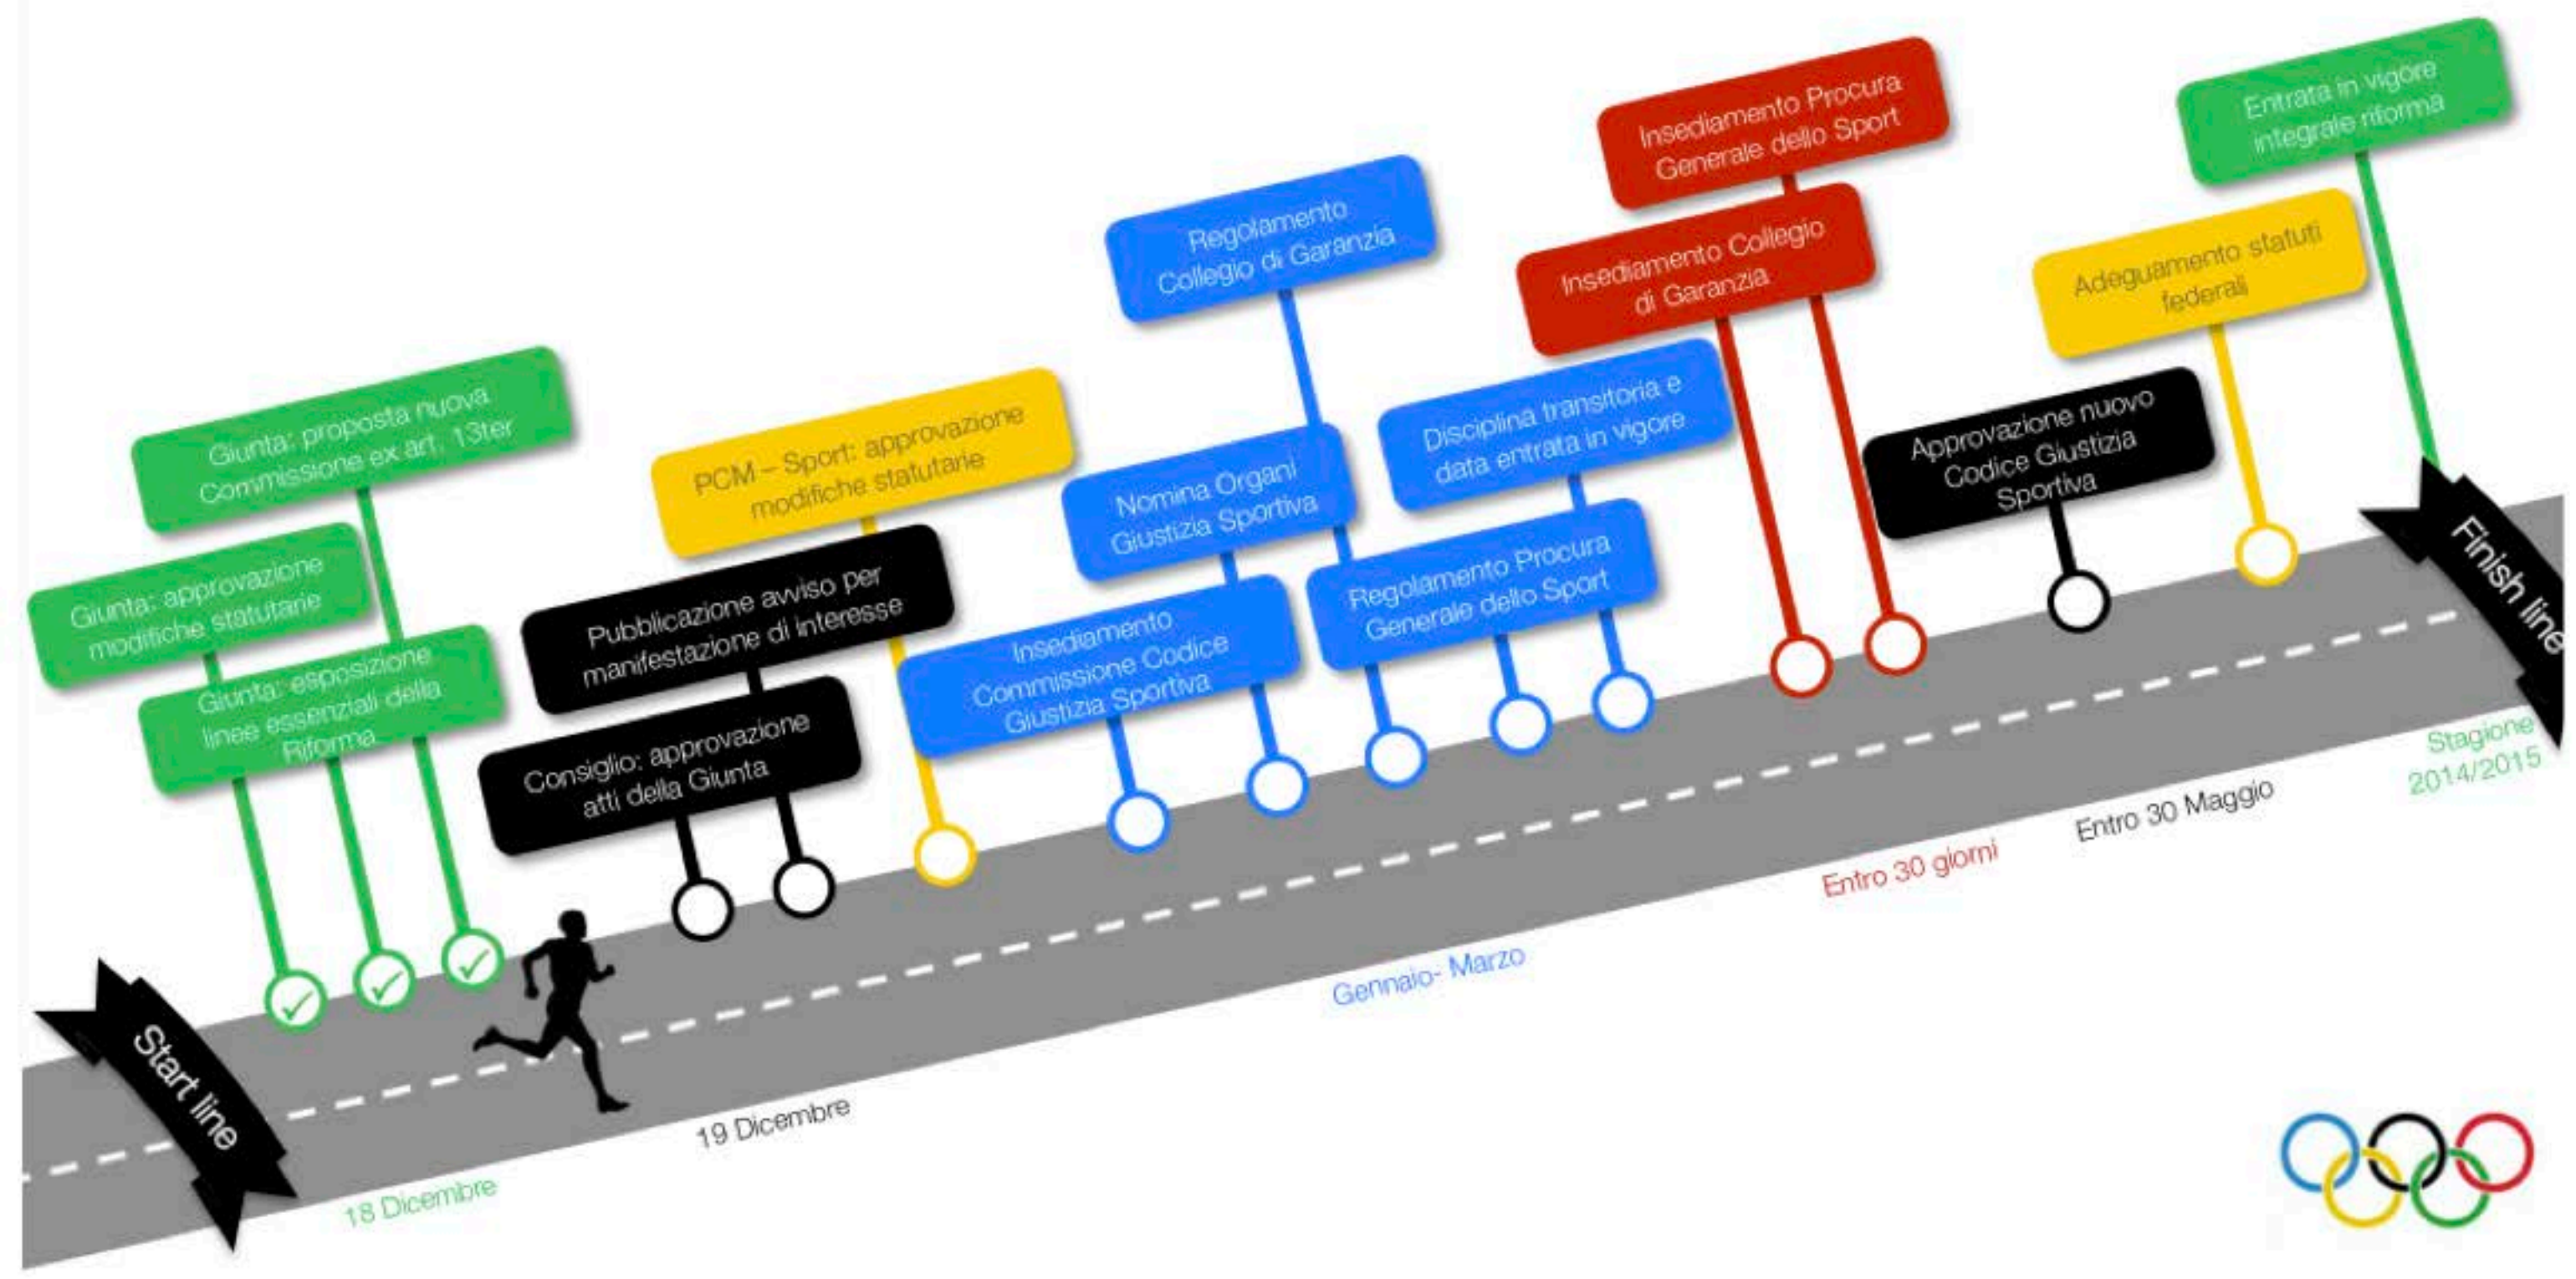 Giunta: approvazione
modifiche statutarie
Giunta: esposizione
linee essenziali della
Riforma
Giunta: proposta nuova
Commissione ex art. 13ter
Consiglio: approvazione
atti della Giunta
Pubblicazione avviso per
manifestazione di interesse
PCM – Sport: approvazione
modifiche statutarie
Insediamento
Commissione Codice
Giustizia Sportiva
Nomina Organi
Giustizia Sportiva
Regolamento
Collegio di Garanzia
Regolamento Procura
Generale dello Sport
Disciplina transitoria e
data entrata in vigore
Insediamento Collegio
di Garanzia
Insediamento Procura
Generale dello Sport
Approvazione nuovo
Codice Giustizia
Sportiva
Adeguamento statuti
federali
Entrata in vigore
integrale riforma
Start line
Finish line
18 Dicembre
19 Dicembre
Gennaio- Marzo
Entro 30 giorni
Entro 30 Maggio
Stagione
2014/2015